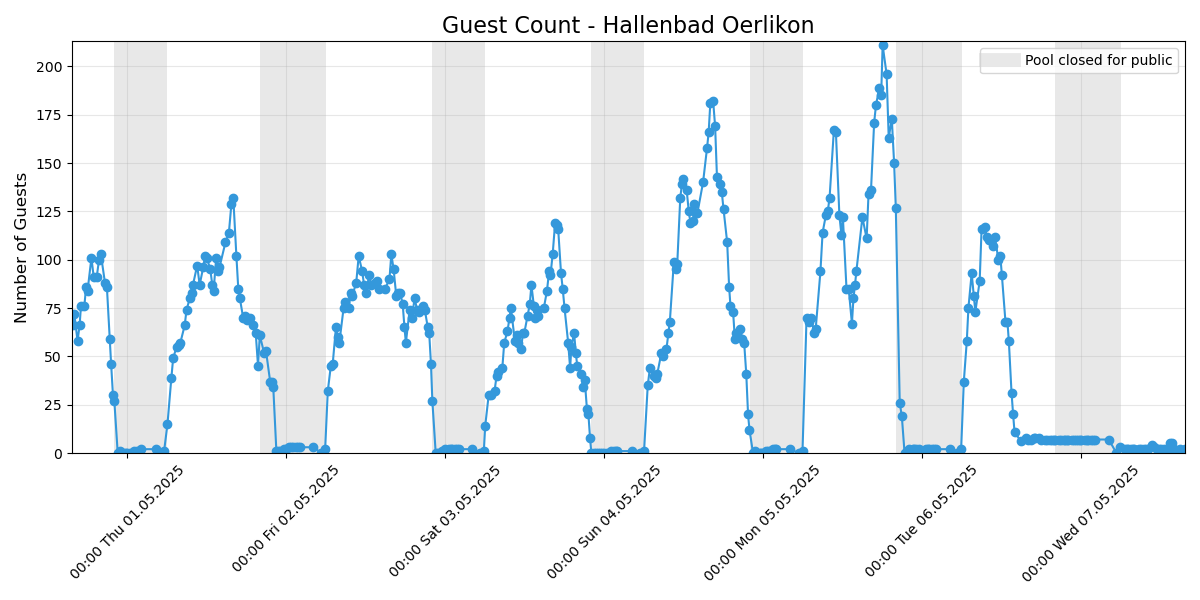 Guest Count - Hallenbad Oerlikon
Pool closed for public
Number of Guests
200
175
150
125
100
75
50
25
0
00:00 Thu 01.05.2025
00:00 Fri 02.05.2025
00:00 Sat 03.05.2025
00:00 Sun 04.05.2025
00:00 Mon 05.05.2025
00:00 Tue 06.05.2025
00:00 Wed 07.05.2025